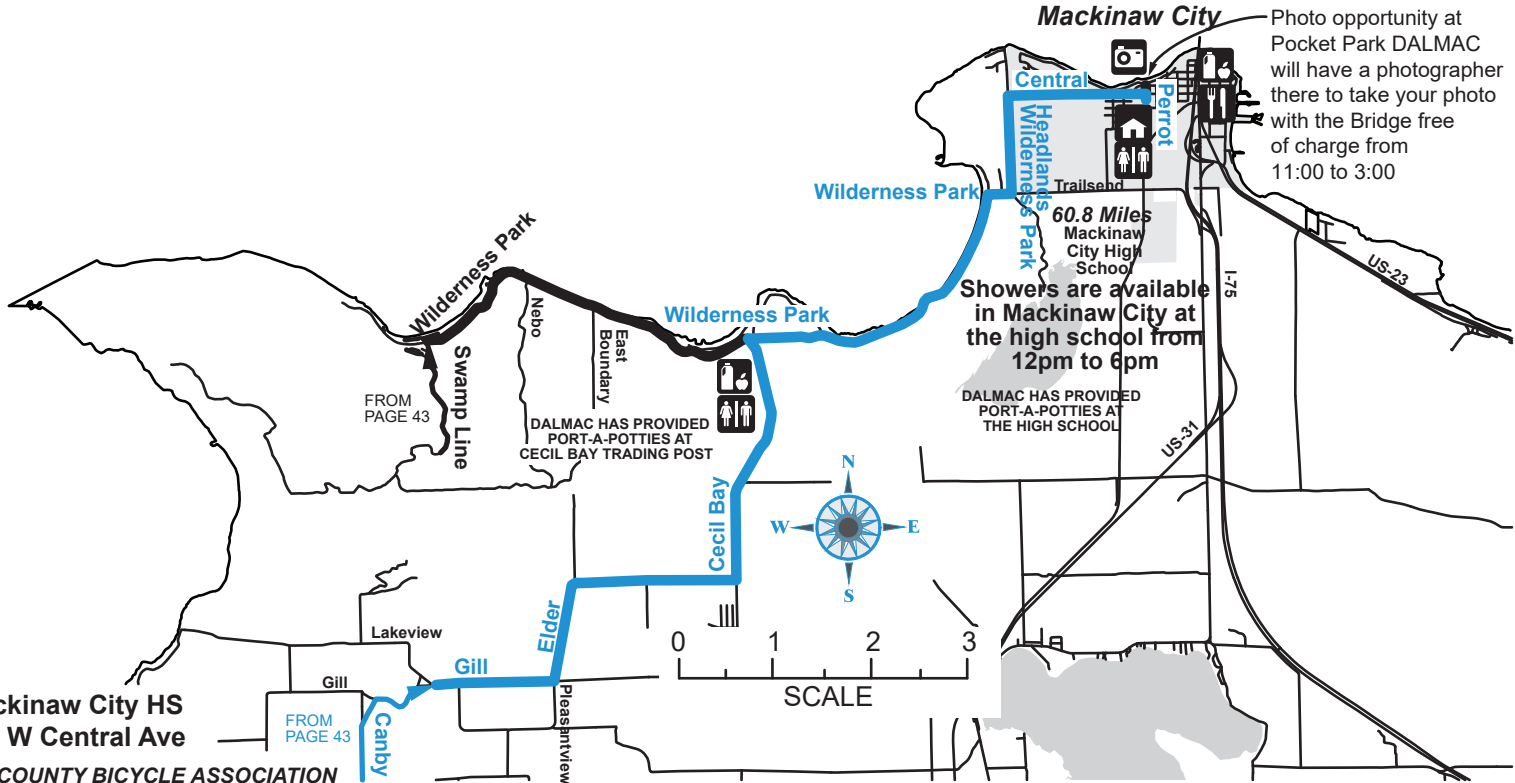 Mackinaw City
Photo opportunity at
Pocket Park DALMAC
will have a photographer
there to take your photo
with the Bridge free
of charge from
11:00 to 3:00
Central
Perrot
Headlands
Wilderness Park
Trailsend
Wilderness Park
60.8 Miles
Mackinaw
City High
School
Showers are available
in Mackinaw City at
the high school from
12pm to 6pm
DALMAC HAS PROVIDED
PORT-A-POTTIES AT
THE HIGH SCHOOL
I-75
US-23
US-31
Wilderness Park
Wilderness Park
Nebo
East
Boundary
Swamp Line
FROM
PAGE 43
DALMAC HAS PROVIDED
PORT-A-POTTIES AT
CECIL BAY TRADING POST
Cecil Bay
N
W
E
S
Elder
Lakeview
Gill
Gill
Pleasantview
0 1 2 3
SCALE
FROM
PAGE 43
Canby
ckinaw City HS
W Central Ave
COUNTY BICYCLE ASSOCIATION